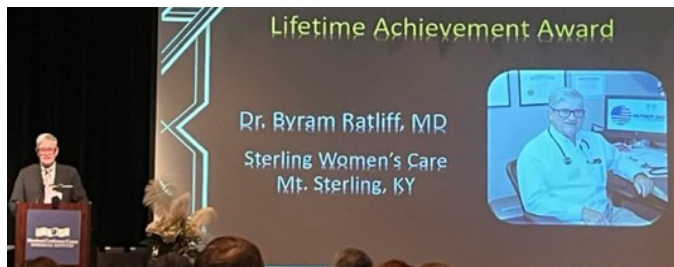 Lifetime Achievement Award
Dr. Byram Ratliff, MD
Sterling Women's Care
Mt. Sterling, KY